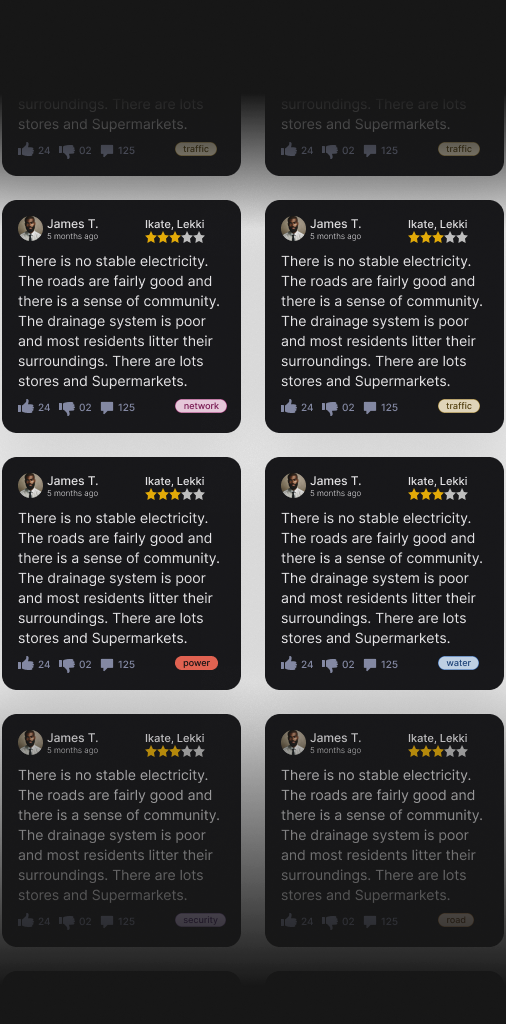 surroundings. There are lots
stores and Supermarkets.
24 02 125 traffic
surroundings. There are lots
stores and Supermarkets.
24 02 125 traffic
James T. Ikate, Lekki
5 months ago
There is no stable electricity.
The roads are fairly good and
there is a sense of community.
The drainage system is poor
and most residents litter their
surroundings. There are lots
stores and Supermarkets.
24 02 125 network
James T. Ikate, Lekki
5 months ago
There is no stable electricity.
The roads are fairly good and
there is a sense of community.
The drainage system is poor
and most residents litter their
surroundings. There are lots
stores and Supermarkets.
24 02 125 traffic
James T. Ikate, Lekki
5 months ago
There is no stable electricity.
The roads are fairly good and
there is a sense of community.
The drainage system is poor
and most residents litter their
surroundings. There are lots
stores and Supermarkets.
24 02 125 power
James T. Ikate, Lekki
5 months ago
There is no stable electricity.
The roads are fairly good and
there is a sense of community.
The drainage system is poor
and most residents litter their
surroundings. There are lots
stores and Supermarkets.
24 02 125 water
James T. Ikate, Lekki
5 months ago
There is no stable electricity.
The roads are fairly good and
there is a sense of community.
The drainage system is poor
and most residents litter their
surroundings. There are lots
stores and Supermarkets.
24 02 125 security
James T. Ikate, Lekki
5 months ago
There is no stable electricity.
The roads are fairly good and
there is a sense of community.
The drainage system is poor
and most residents litter their
surroundings. There are lots
stores and Supermarkets.
24 02 125 road